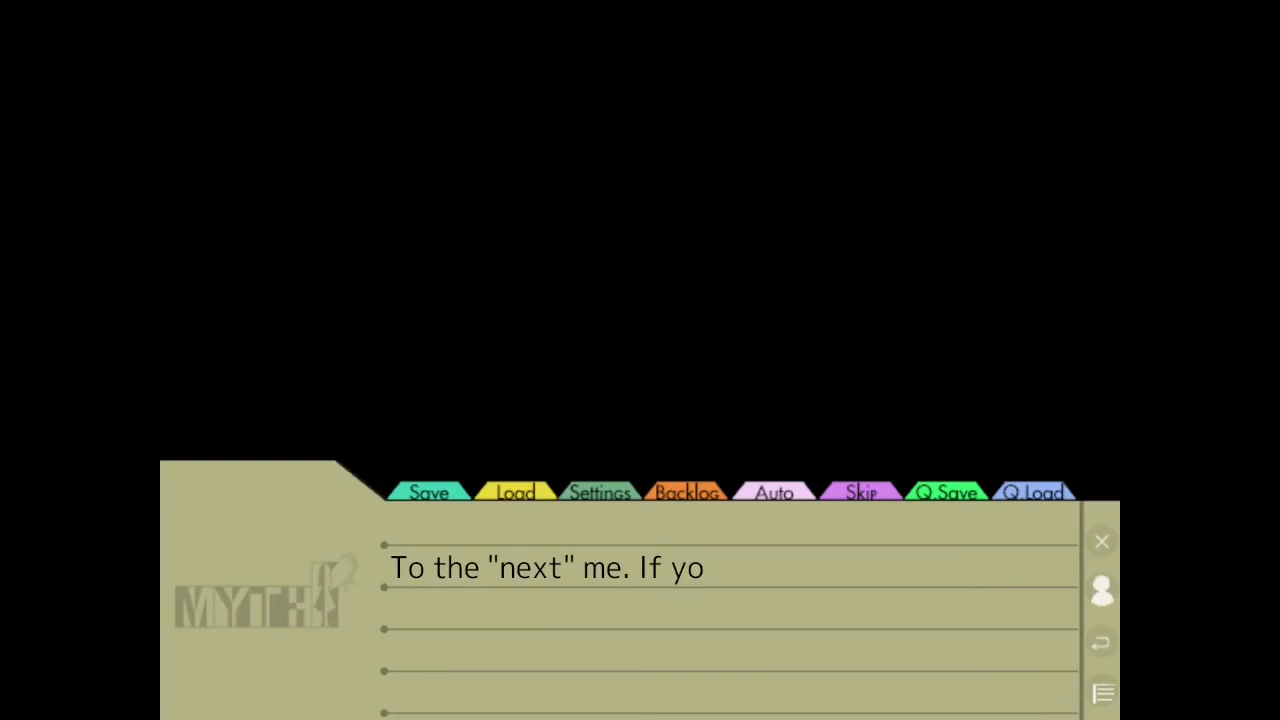 Save Load Settings Backlog Auto Skip Q.Save Q.Load
To the "next" me. If yo
MYTH